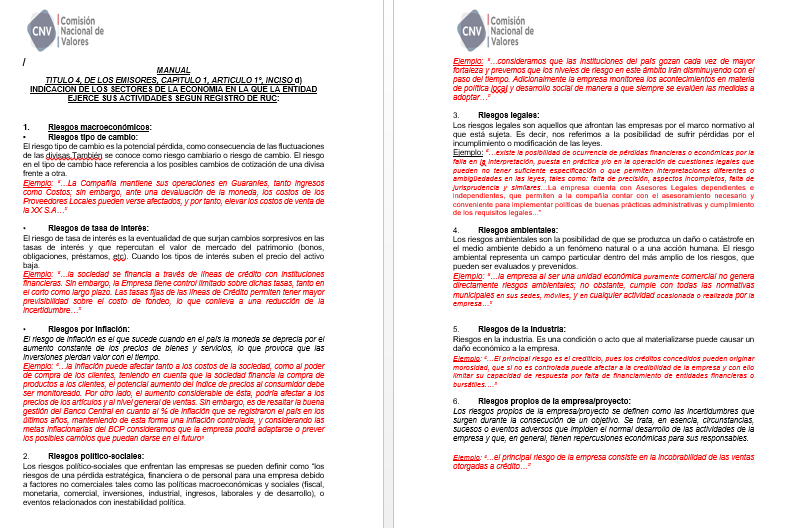 CNV
Comisión
Nacional de
Valores
/
MANUAL
TITULO 4, DE LOS EMISORES, CAPITULO 1, ARTICULO 1º, INCISO d)
INDICACION DE LOS SECTORES DE LA ECONOMIA EN LA QUE LA ENTIDAD
EJERCE SUS ACTIVIDADES SEGUN REGISTRO DE RUC:
1. Riesgos macroeconómicos:
• Riesgos tipo de cambio:
El riesgo tipo de cambio es la potencial pérdida, como consecuencia de las fluctuaciones
de las divisas.También se conoce como riesgo cambiario o riesgo de cambio. El riesgo
en el tipo de cambio hace referencia a los posibles cambios de cotización de una divisa
frente a otra.
Ejemplo: "…La Compañía mantiene sus operaciones en Guaraníes, tanto ingresos
como Costos; sin embargo, ante una devaluación de la moneda, los costos de los
Proveedores Locales pueden verse afectados, y por tanto, elevar los costos de venta de
la XX S.A…"
• Riesgos de tasa de interés:
El riesgo de tasa de interés es la eventualidad de que surjan cambios sorpresivos en las
tasas de interés y que repercutan el valor de mercado del patrimonio (bonos,
obligaciones, préstamos, etc). Cuando los tipos de interés suben el precio del activo
baja.
Ejemplo: "…la sociedad se financia a través de líneas de crédito con instituciones
financieras. Sin embargo, la Empresa tiene control limitado sobre dichas tasas, tanto en
el corto como largo plazo. Las tasas fijas de las líneas de Crédito permiten tener mayor
previsibilidad sobre el costo de fondeo, lo que conlleva a una reducción de la
incertidumbre…"
• Riesgos por inflación:
El riesgo de inflación es el que sucede cuando en el país la moneda se deprecia por el
aumento constante de los precios de bienes y servicios, lo que provoca que las
inversiones pierdan valor con el tiempo.
Ejemplo: "…la inflación puede afectar tanto a los costos de la sociedad, como al poder
de compra de los clientes, teniendo en cuenta que la sociedad financia la compra de
productos a los clientes, el potencial aumento del índice de precios al consumidor debe
ser monitoreado. Por otro lado, el aumento considerable de ésta, podría afectar a los
precios de los artículos y al nivel general de ventas. Sin embargo, es de resaltar la buena
gestión del Banco Central en cuanto al % de inflación que se registraron el país en los
últimos años, manteniendo de esta forma una inflación controlada, y considerando las
metas inflacionarias del BCP consideramos que la empresa podrá adaptarse o prever
los posibles cambios que puedan darse en el futuro"
2. Riesgos político-sociales:
Los riesgos político-sociales que enfrentan las empresas se pueden definir como "los
riesgos de una pérdida estratégica, financiera o de personal para una empresa debido
a factores no comerciales tales como las políticas macroeconómicas y sociales (fiscal,
monetaria, comercial, inversiones, industrial, ingresos, laborales y de desarrollo), o
eventos relacionados con inestabilidad política.
CNV
Comisión
Nacional de
Valores
Ejemplo: "…consideramos que las instituciones del país gozan cada vez de mayor
fortaleza y prevemos que los niveles de riesgo en este ámbito irán disminuyendo con el
paso del tiempo. Adicionalmente la empresa monitorea los acontecimientos en materia
de política local y desarrollo social de manera a que siempre se evalúen las medidas a
adoptar…"
3. Riesgos legales:
Los riesgos legales son aquellos que afrontan las empresas por el marco normativo al
que está sujeta. Es decir, nos referimos a la posibilidad de sufrir pérdidas por el
incumplimiento o modificación de las leyes.
Ejemplo: "…existe la posibilidad de ocurrencia de pérdidas financieras o económicas por la
falla en la interpretación, puesta en práctica y/o en la operación de cuestiones legales que
pueden no tener suficiente especificación o que permiten interpretaciones diferentes o
ambigüedades en las leyes, tales como: falta de precisión, aspectos incompletos, falta de
jurisprudencia y similares…La empresa cuenta con Asesores Legales dependientes e
independientes, que permiten a la compañía contar con el asesoramiento necesario y
conveniente para implementar políticas de buenas prácticas administrativas y cumplimiento
de los requisitos legales…"
4. Riesgos ambientales:
Los riesgos ambientales son la posibilidad de que se produzca un daño o catástrofe en
el medio ambiente debido a un fenómeno natural o a una acción humana. El riesgo
ambiental representa un campo particular dentro del más amplio de los riesgos, que
pueden ser evaluados y prevenidos.
Ejemplo: "…la empresa al ser una unidad económica puramente comercial no genera
directamente riesgos ambientales; no obstante, cumple con todas las normativas
municipales en sus sedes, móviles, y en cualquier actividad ocasionada o realizada por la
empresa…"
5. Riesgos de la industria:
Riesgos en la industria. Es una condición o acto que al materializarse puede causar un
daño económico a la empresa.
Ejemplo: "…El principal riesgo es el crediticio, pues los créditos concedidos pueden originar
morosidad, que si no es controlada puede afectar a la credibilidad de la empresa y con ello
limitar su capacidad de respuesta por falta de financiamiento de entidades financieras o
bursátiles.…"
6. Riesgos propios de la empresa/proyecto:
Los riesgos propios de la empresa/proyecto se definen como las incertidumbres que
surgen durante la consecución de un objetivo. Se trata, en esencia, circunstancias,
sucesos o eventos adversos que impiden el normal desarrollo de las actividades de la
empresa y que, en general, tienen repercusiones económicas para sus responsables.
Ejemplo: "…el principal riesgo de la empresa consiste en la incobrabilidad de las ventas
otorgadas a crédito…"